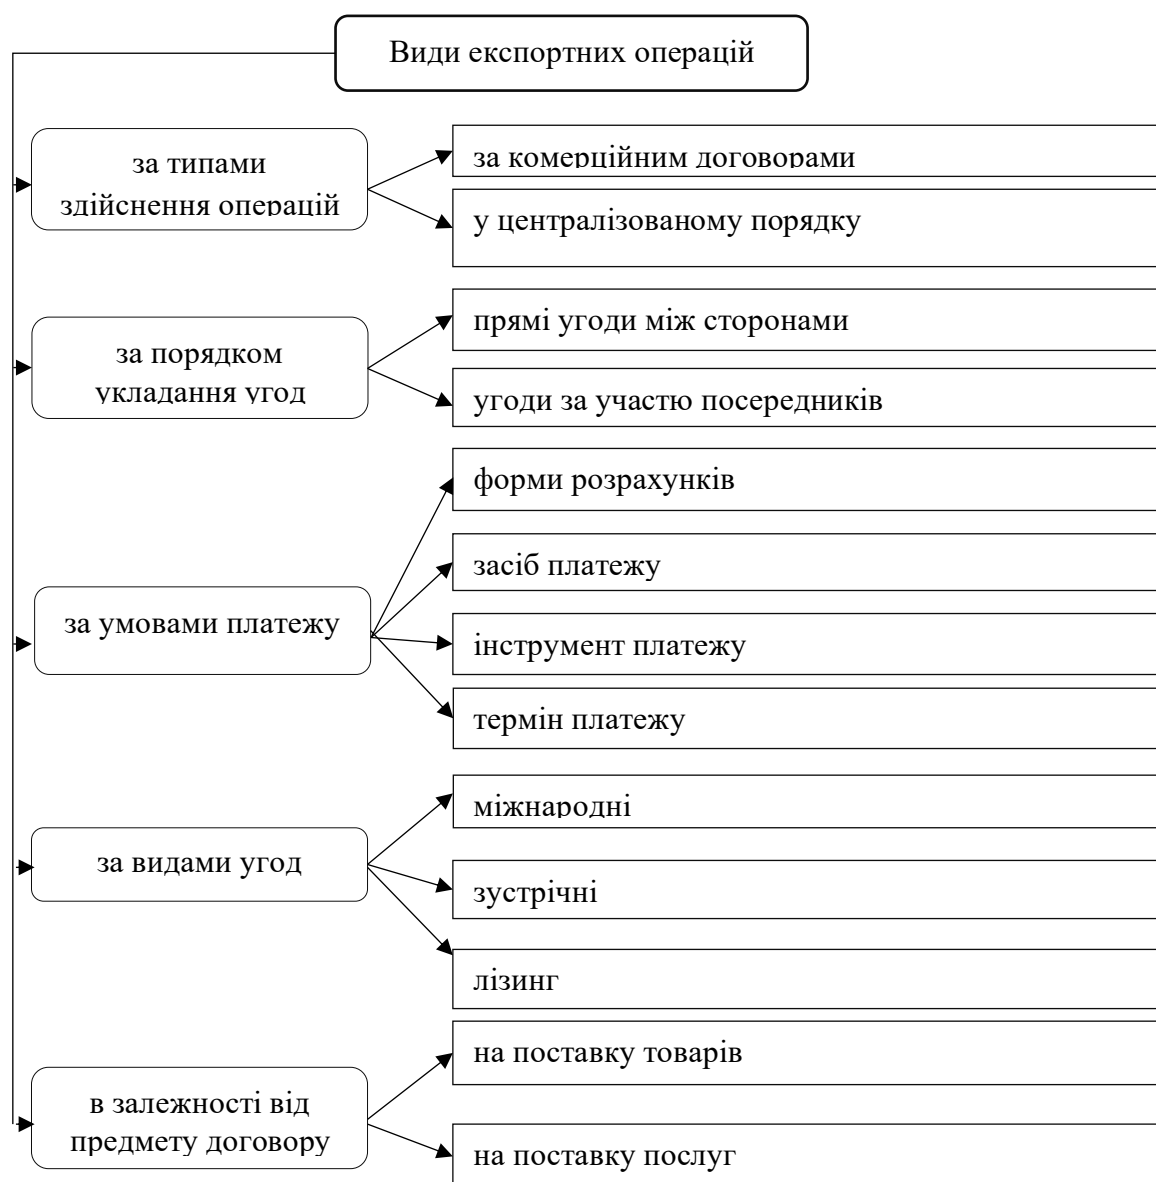 Види експортних операцій
за типами
здійснення операцій
за комерційним договорами
у централізованому порядку
за порядком
укладання угод
прямі угоди між сторонами
угоди за участю посередників
за умовами платежу
форми розрахунків
засіб платежу
інструмент платежу
термін платежу
за видами угод
міжнародні
зустрічні
лізинг
в залежності від
предмету договору
на поставку товарів
на поставку послуг